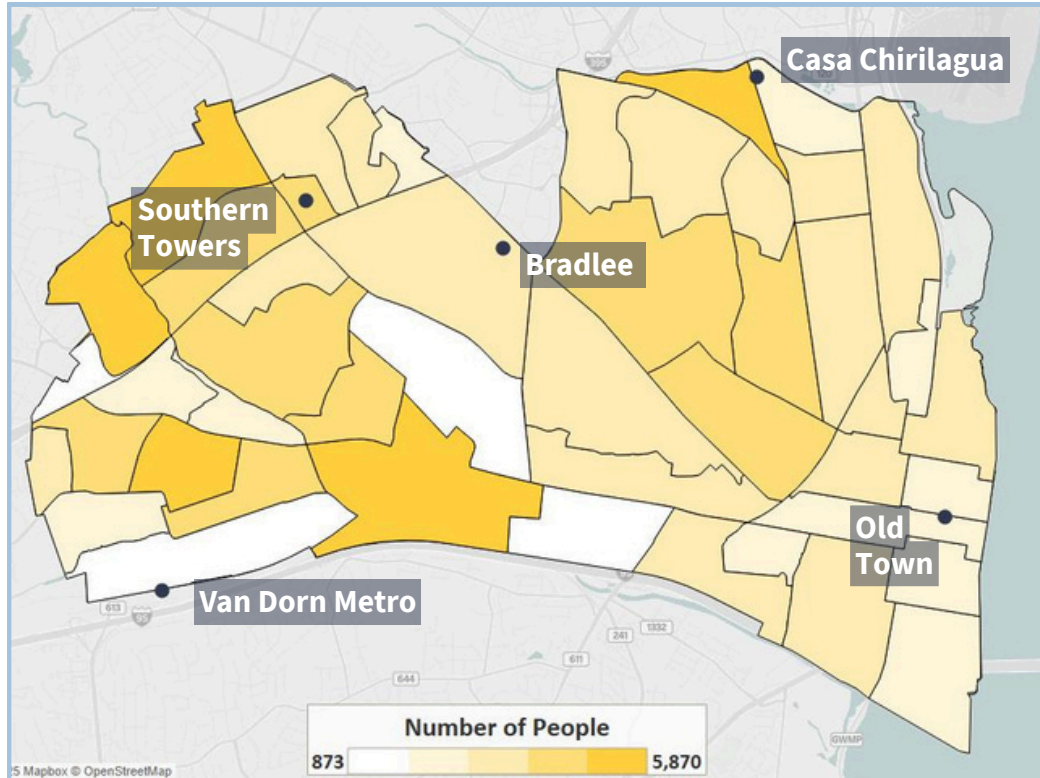 Casa Chirilagua
Southern
Towers
Bradlee
Old
Town
Van Dorn Metro
613
95
241
1332
611
644
GWMP
Number of People
873
5,870
5 Mapbox © OpenStreetMap